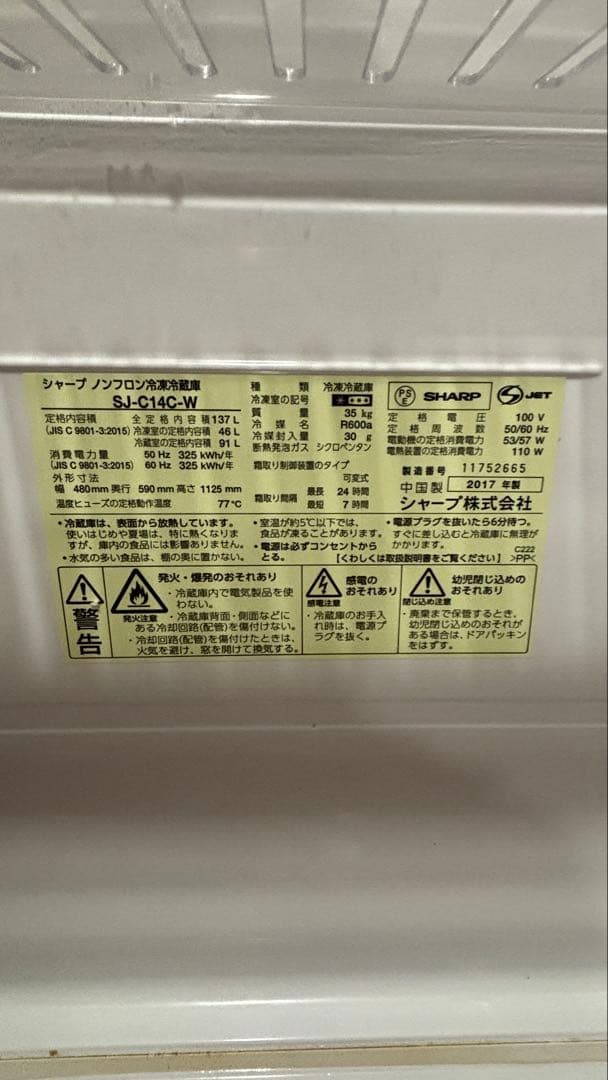 シャープ ノンフロン冷凍冷蔵庫
SJ-C14C-W
定格内容積 全定格内容積 137 L
(JIS C 9801-3:2015) 冷凍室の定格内容積 46 L
冷蔵室の定格内容積 91 L
消費電力量 50 Hz 325 kWh/年
(JIS C 9801-3:2015) 60 Hz 325 kWh/年
外形寸法
幅 480 mm 奥行 590 mm 高さ 1125 mm
温度ヒューズの定格動作温度 77℃
種類 冷凍冷蔵庫
冷凍室の記号
質量 35 kg
冷媒名 R600a
冷媒封入量 30 g
断熱発泡ガス シクロペンタン
霜取り制御装置のタイプ
可変式
霜取り間隔 最長 24 時間
最短 7 時間
PSE SHARP JET
定格電圧 100 V
定格周波数 50/60 Hz
電動機の定格消費電力 53/57 W
電熱装置の定格消費電力 110 W
製造番号 11752665
中国製 2017 年製
シャープ株式会社
・冷蔵庫は、表面から放熱しています。
使いはじめや夏場は、特に熱くなりま
すが、庫内の食品には影響ありません。
・水気の多い食品は、棚の奥に置かない。
・室温が約5℃以下では、
食品が凍ることがあります。
・電源は必ずコンセントから
とる。
・電源プラグを抜いたら6分待つ。
すぐに差し込むと冷蔵庫に無理が
かかります。
【くわしくは取扱説明書をご覧ください】
C222
>PP<
警告
発火注意
発火・爆発のおそれあり
・冷蔵庫内で電気製品を使
わない。
・冷蔵庫背面・側面などに
ある冷却回路(配管)を傷付けない。
・冷却回路(配管)を傷付けたときは、
火気を避け、窓を開けて換気する。
感電注意
感電の
おそれあり
・冷蔵庫のお手入
れ時は、電源プ
ラグを抜く。
閉じ込め注意
幼児閉じ込めの
おそれあり
・廃棄まで保管するとき、
幼児閉じ込めのおそれが
ある場合は、ドアパッキン
をはずす。